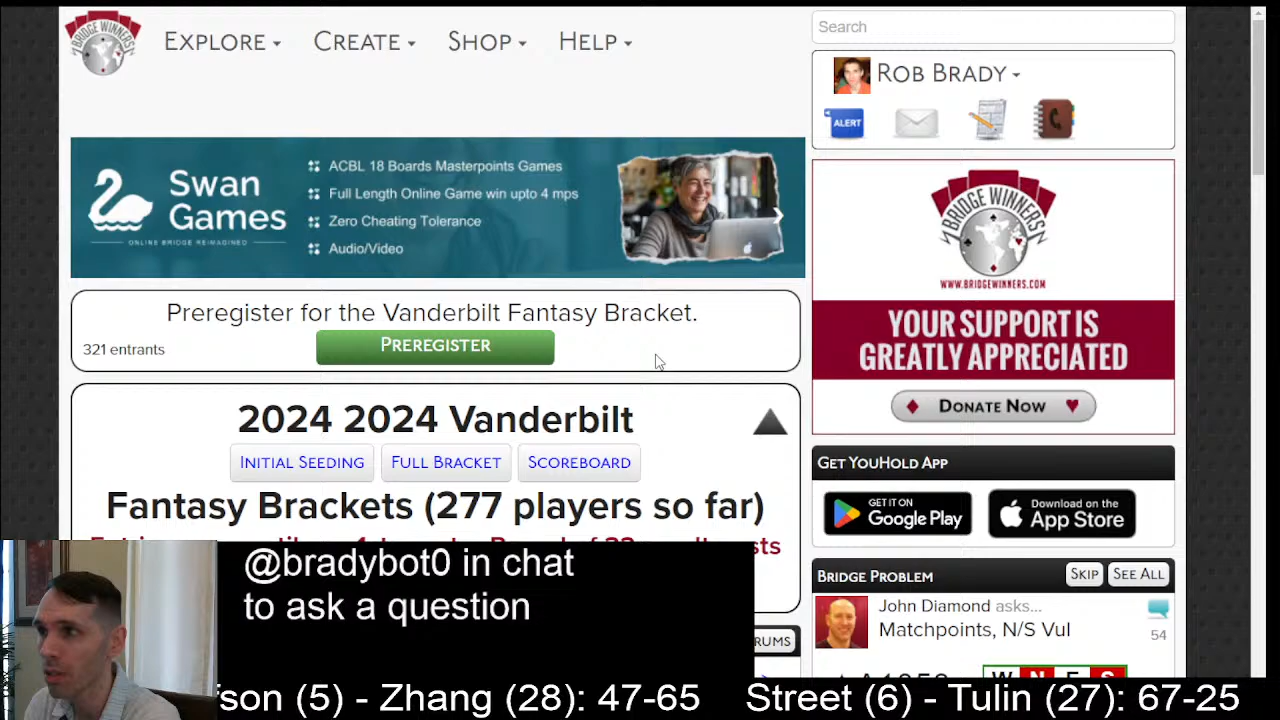 EXPLORE
CREATE
SHOP
HELP
Search
ROB BRADY
ALERT
Swan
Games
ONLINE BRIDGE REIMAGINED
ACBL 18 Boards Masterpoints Games
Full Length Online Game win upto 4 mps
Zero Cheating Tolerance
Audio/Video
BRIDGE WINNERS
WWW.BRIDGEWINNERS.COM
YOUR SUPPORT IS
GREATLY APPRECIATED
DONATE NOW
Preregister for the Vanderbilt Fantasy Bracket.
321 entrants
PREREGISTER
2024 2024 Vanderbilt
INITIAL SEEDING FULL BRACKET SCOREBOARD
Fantasy Brackets (277 players so far)
GET YOUHOLD APP
GET IT ON
Google Play
Download on the
App Store
BRIDGE PROBLEM
SKIP
SEE ALL
John Diamond asks...
Matchpoints, N/S Vul
54
W N E S
@bradybot0 in chat
to ask a question
RUMS
fson (5) - Zhang (28): 47-65 Street (6) - Tulin (27): 67-25